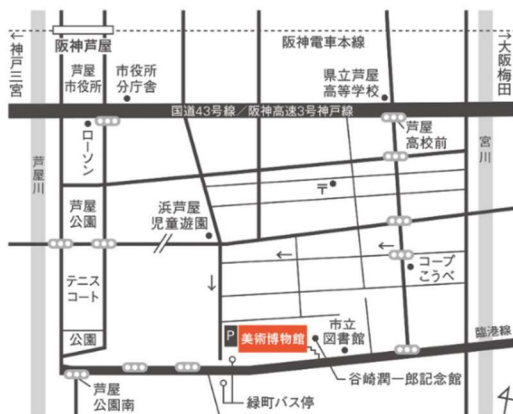 ←神戸三宮
阪神芦屋
阪神電車本線
大阪梅田→
芦屋
市役所
市役所
分庁舎
県立芦屋
高等学校
国道43号線/阪神高速3号神戸線
ローソン
芦屋
高校前
芦屋川
宮川
〒
芦屋
公園
浜芦屋
児童遊園
←
←
コープ
こうべ
テニス
コート
↓
公園
P
美術博物館
市立
図書館
臨港線
谷崎潤一郎記念館
芦屋
公園南
緑町バス停
4